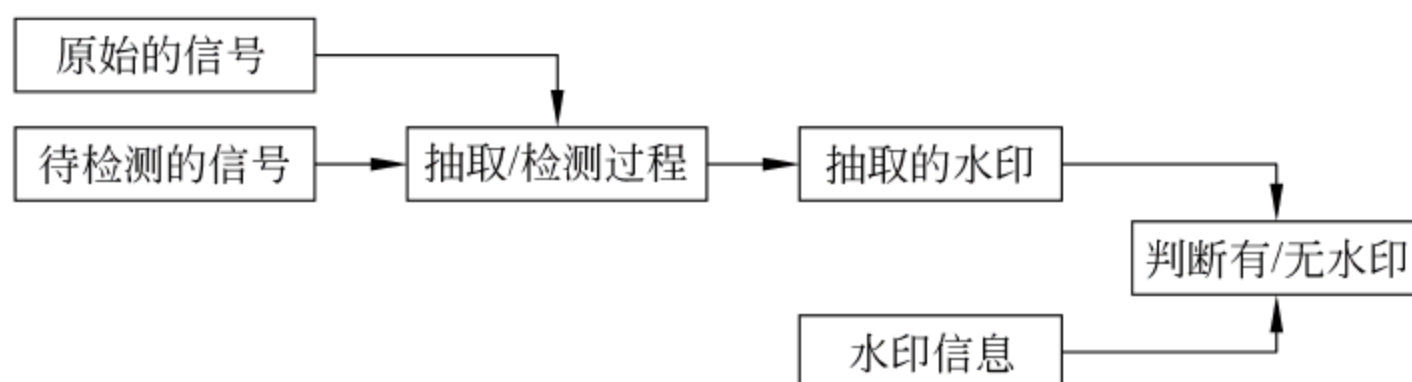 原始的信号
待检测的信号
抽取/检测过程
抽取的水印
判断有/无水印
水印信息